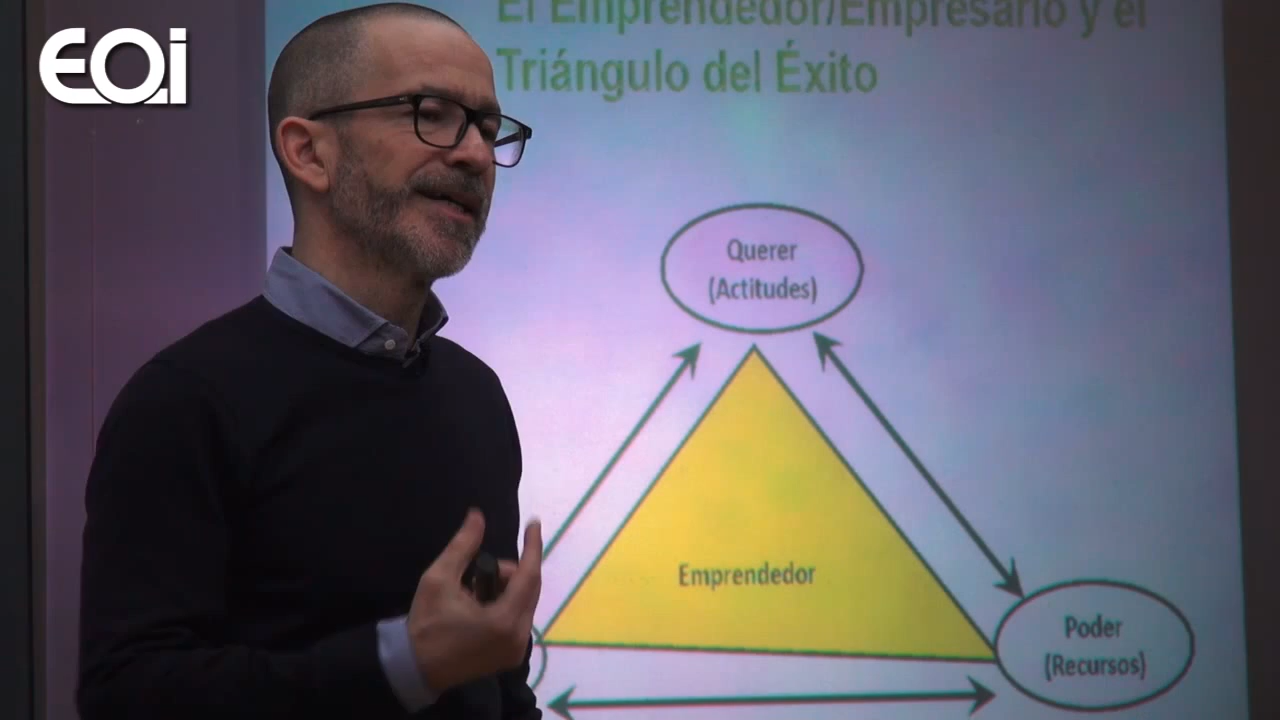 EOi
El Emprendedor/Empresario y el
Triángulo del Éxito
Querer
(Actitudes)
Emprendedor
Poder
(Recursos)